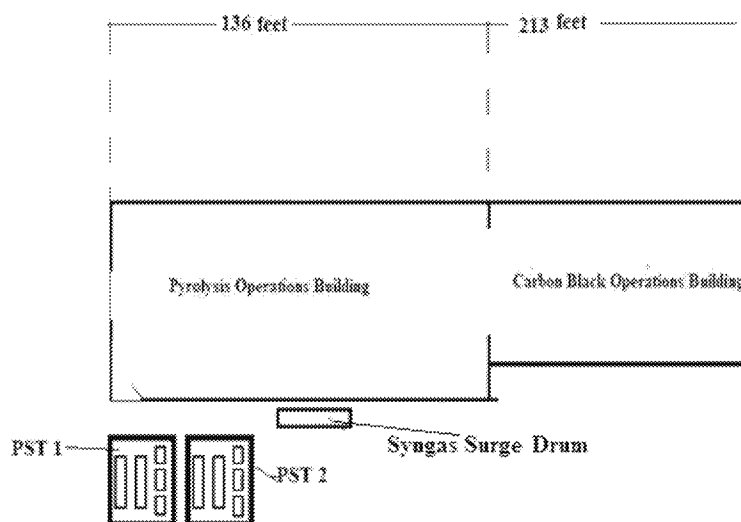 136 feet
213 feet
Pyrolysis Operations Building
Carbon Black Operations Building
Syngas Surge Drum
PST 1
PST 2